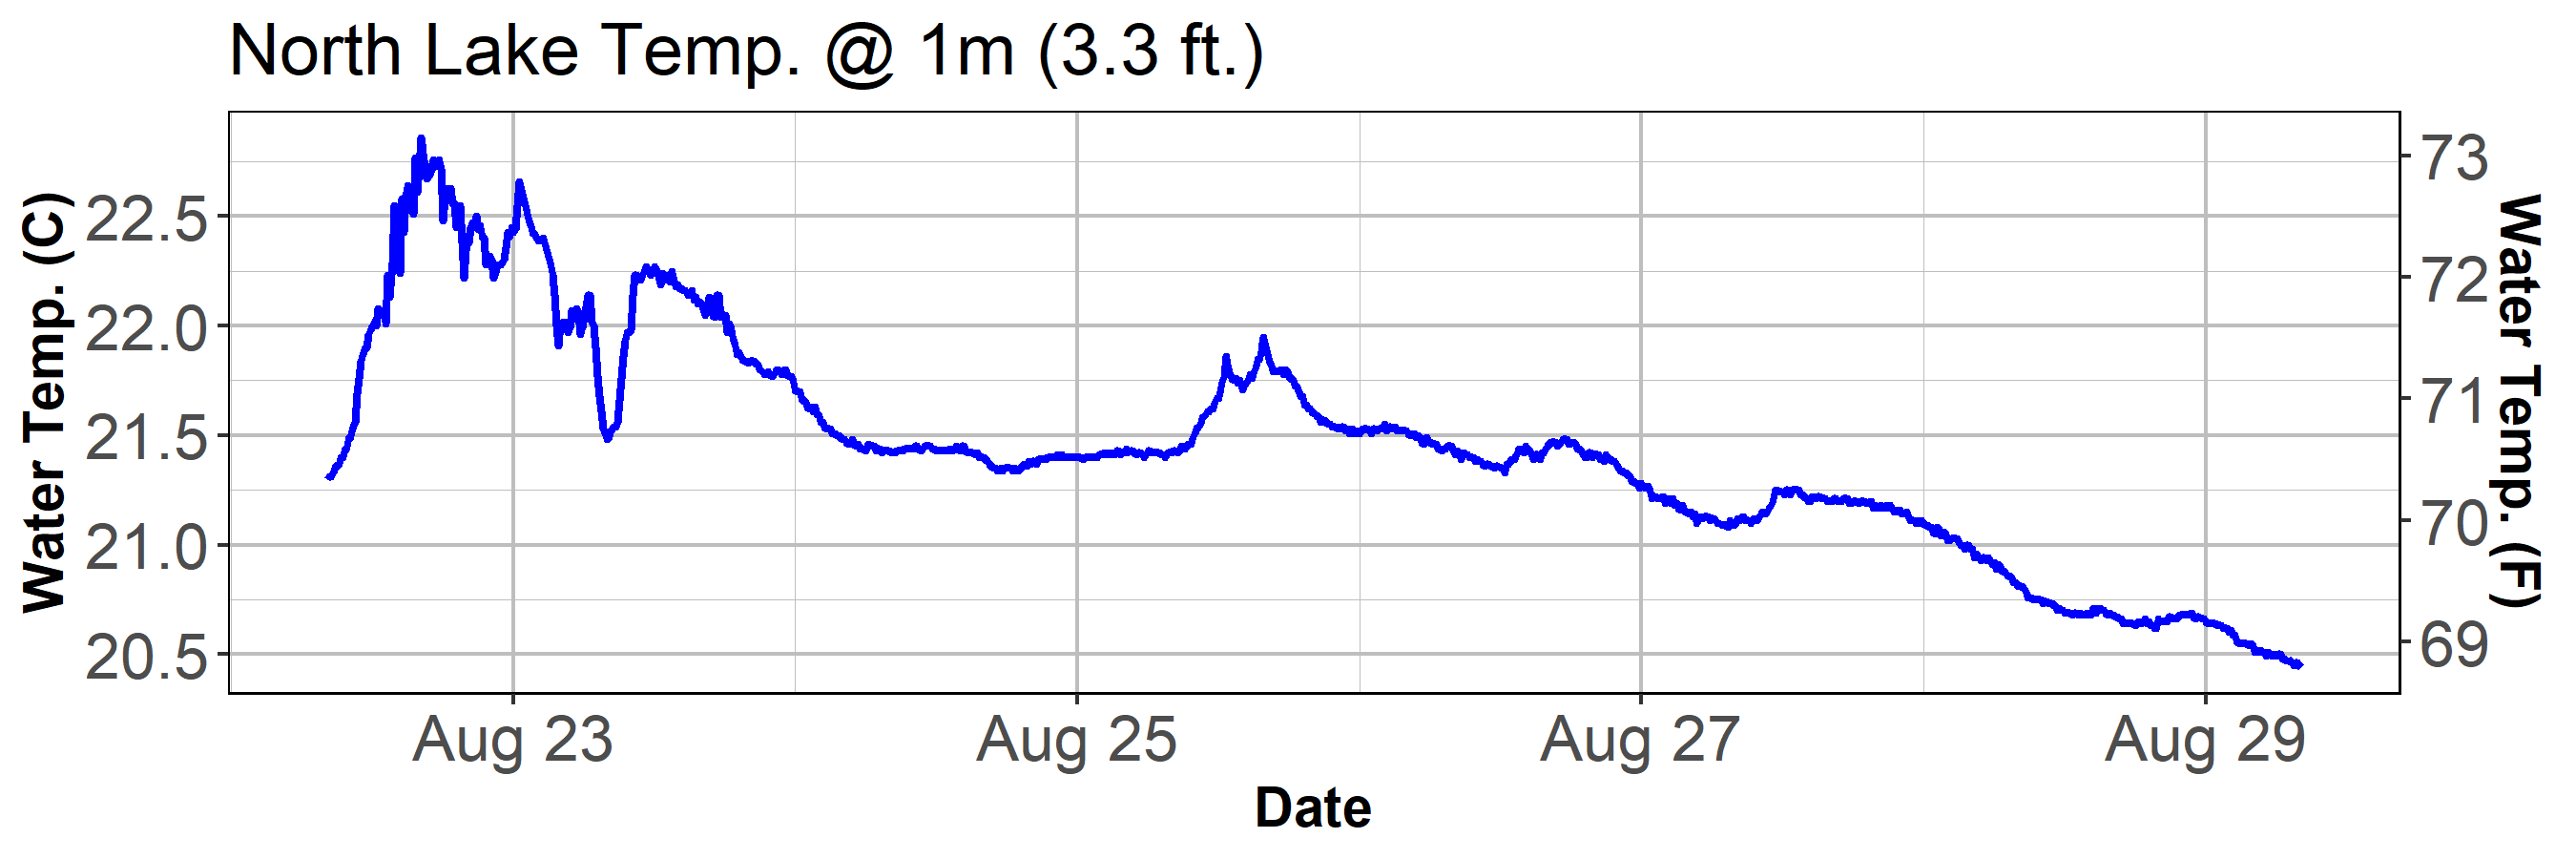 North Lake Temp. @ 1m (3.3 ft.)
Water Temp. (C)
22.5
22.0
21.5
21.0
20.5
73
72
71
70
69
Water Temp. (F)
Aug 23
Aug 25
Aug 27
Aug 29
Date